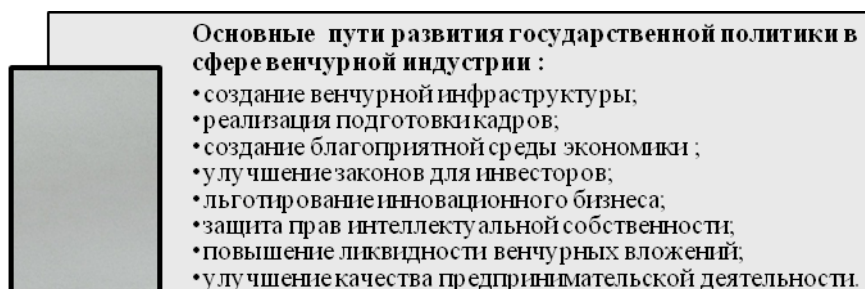 Основные пути развития государственной политики в
сфере венчурной индустрии :
•создание венчурной инфраструктуры;
•реализация подготовки кадров;
•создание благоприятной среды экономики ;
•улучшение законов для инвесторов;
•льготирование инновационного бизнеса;
•защита прав интеллектуальной собственности;
•повышение ликвидности венчурных вложений;
•улучшение качества предпринимательской деятельности.